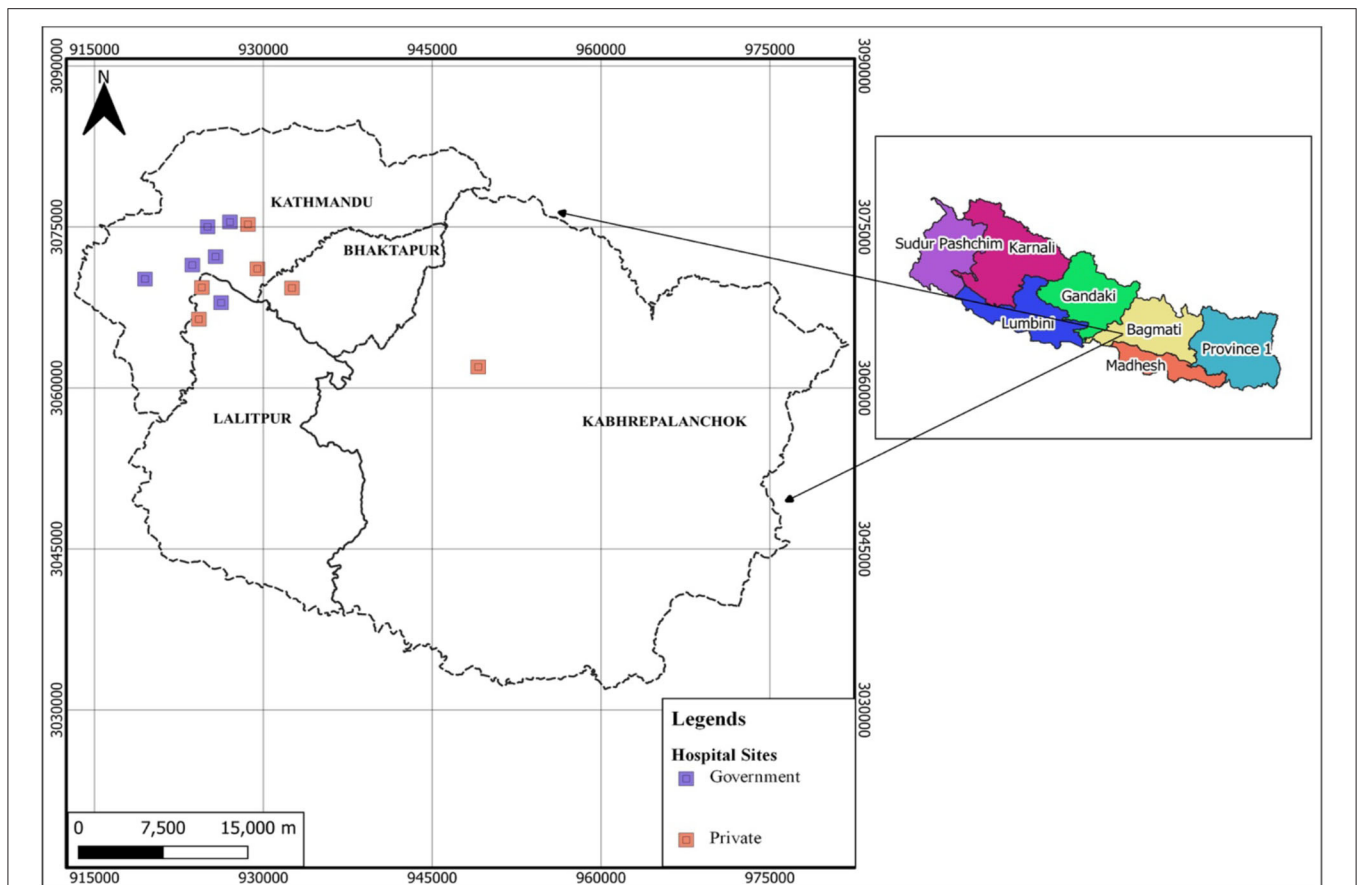 915000 930000 945000 960000 975000
3090000 3090000
N
KATHMANDU
3075000 3075000
BHAKTAPUR
Sudur Pashchim Karnali
Gandaki
Lumbini
Bagmati
Province 1
Madhesh
3060000 3060000
LALITPUR
KABHREPALANCHOK
3045000 3045000
3030000 3030000
Legends
Hospital Sites
Government
Private
0 7,500 15,000 m
915000 930000 945000 960000 975000